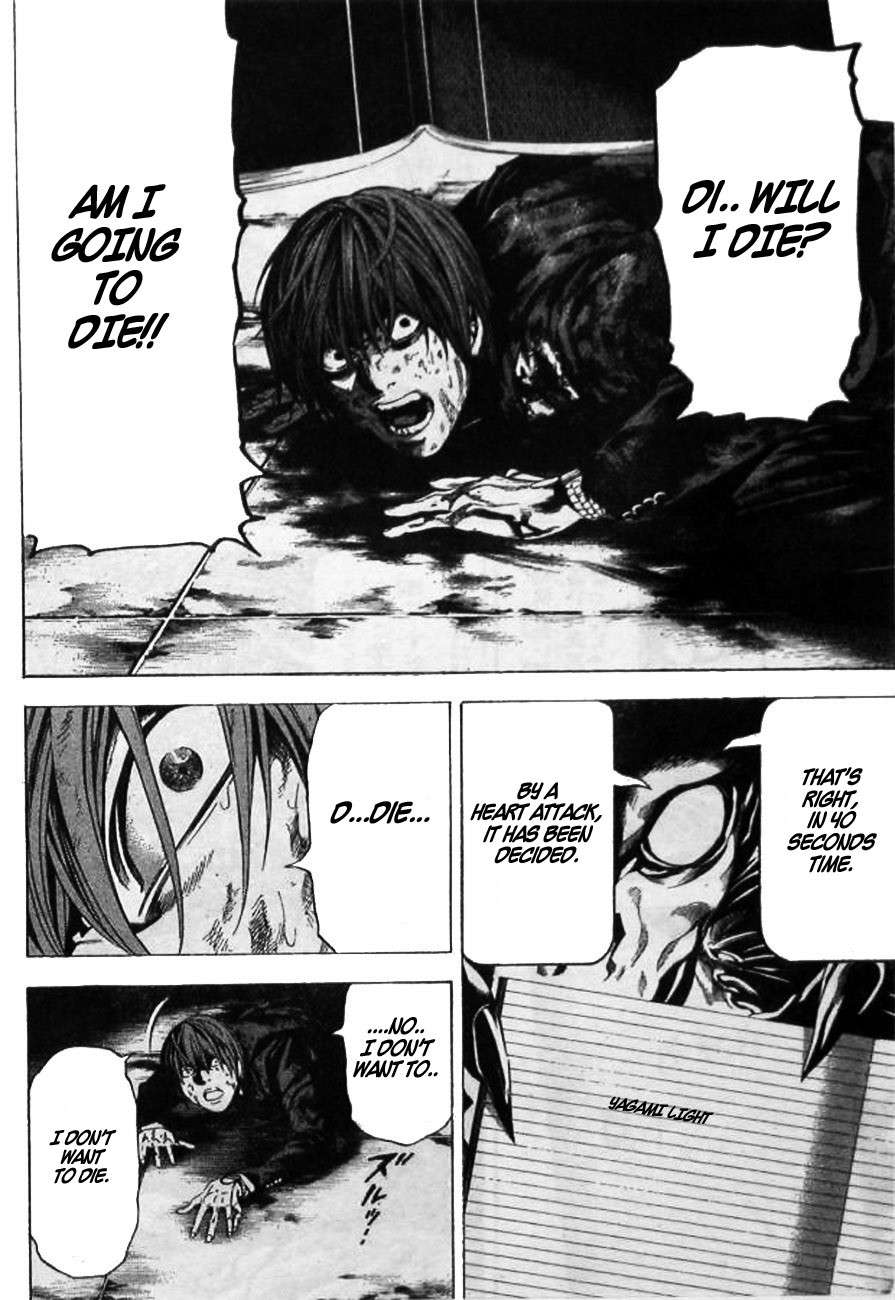 DI.. WILL
I DIE?
AM I
GOING
TO
DIE!!
THAT'S
RIGHT,
IN 40
SECONDS
TIME.
BY A
HEART ATTACK,
IT HAS BEEN
DECIDED.
YAGAMI LIGHT
D...DIE...
....NO..
I DON'T
WANT TO..
ズルッ…
I DON'T
WANT
TO DIE.